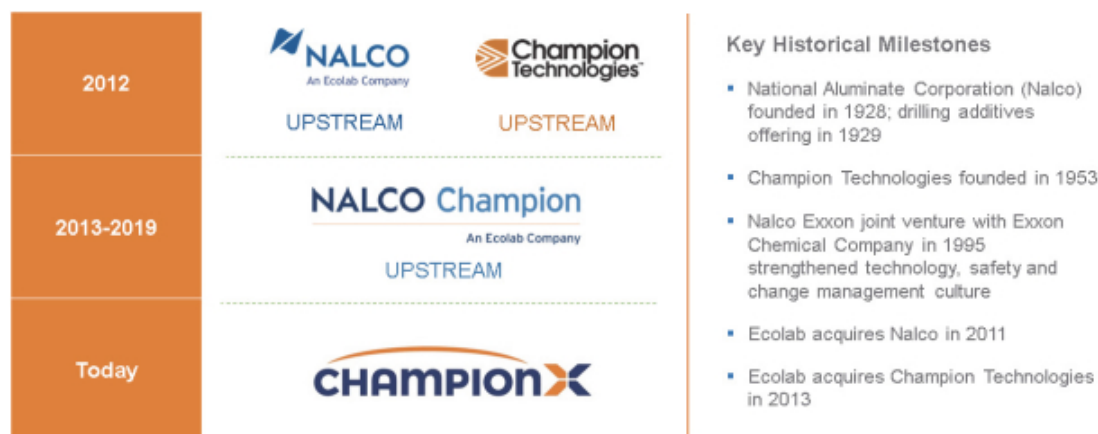 2012
NALCO
An Ecolab Company
UPSTREAM
Champion
Technologies™
UPSTREAM
2013-2019
NALCO Champion
An Ecolab Company
UPSTREAM
Today
CHAMPIONX
Key Historical Milestones
▪ National Aluminate Corporation (Nalco)
founded in 1928; drilling additives
offering in 1929
▪ Champion Technologies founded in 1953
▪ Nalco Exxon joint venture with Exxon
Chemical Company in 1995
strengthened technology, safety and
change management culture
▪ Ecolab acquires Nalco in 2011
▪ Ecolab acquires Champion Technologies
in 2013